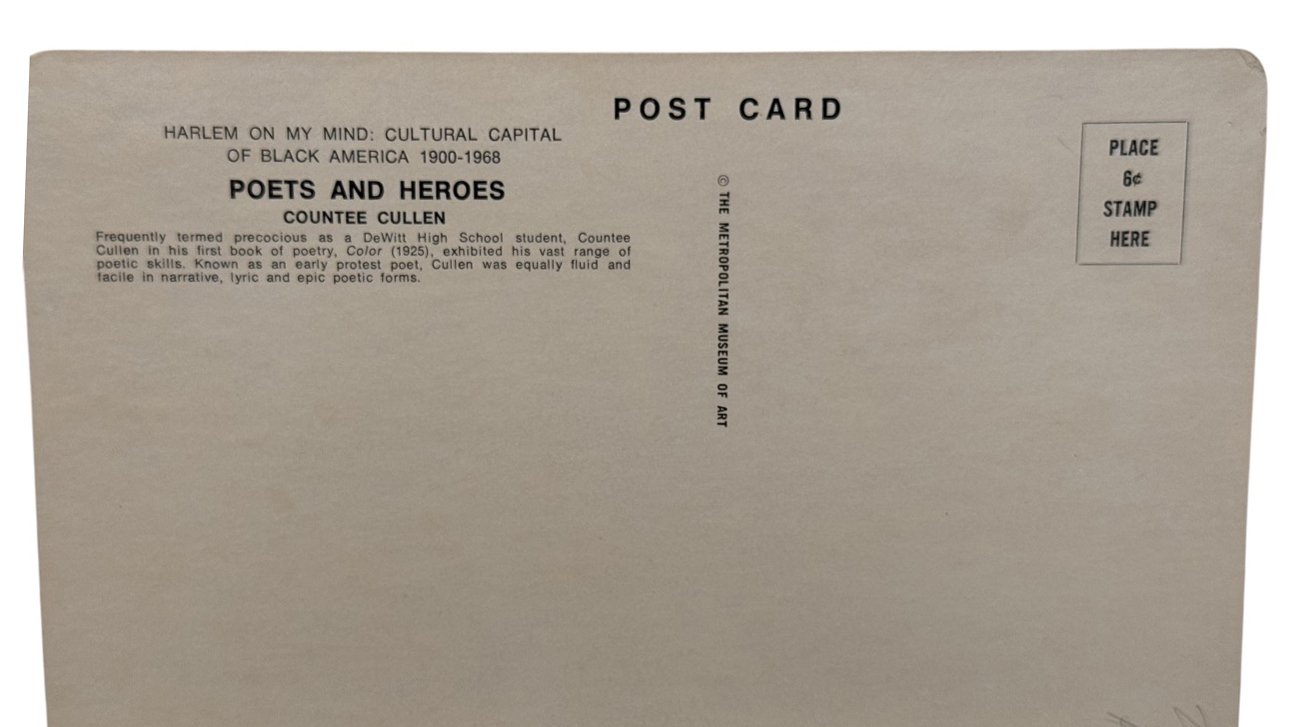 POST CARD
HARLEM ON MY MIND: CULTURAL CAPITAL
OF BLACK AMERICA 1900-1968
POETS AND HEROES
COUNTEE CULLEN
Frequently termed precocious as a DeWitt High School student, Countee
Cullen in his first book of poetry, Color (1925), exhibited his vast range of
poetic skills. Known as an early protest poet, Cullen was equally fluid and
facile in narrative, lyric and epic poetic forms.
© THE METROPOLITAN MUSEUM OF ART
PLACE
6¢
STAMP
HERE